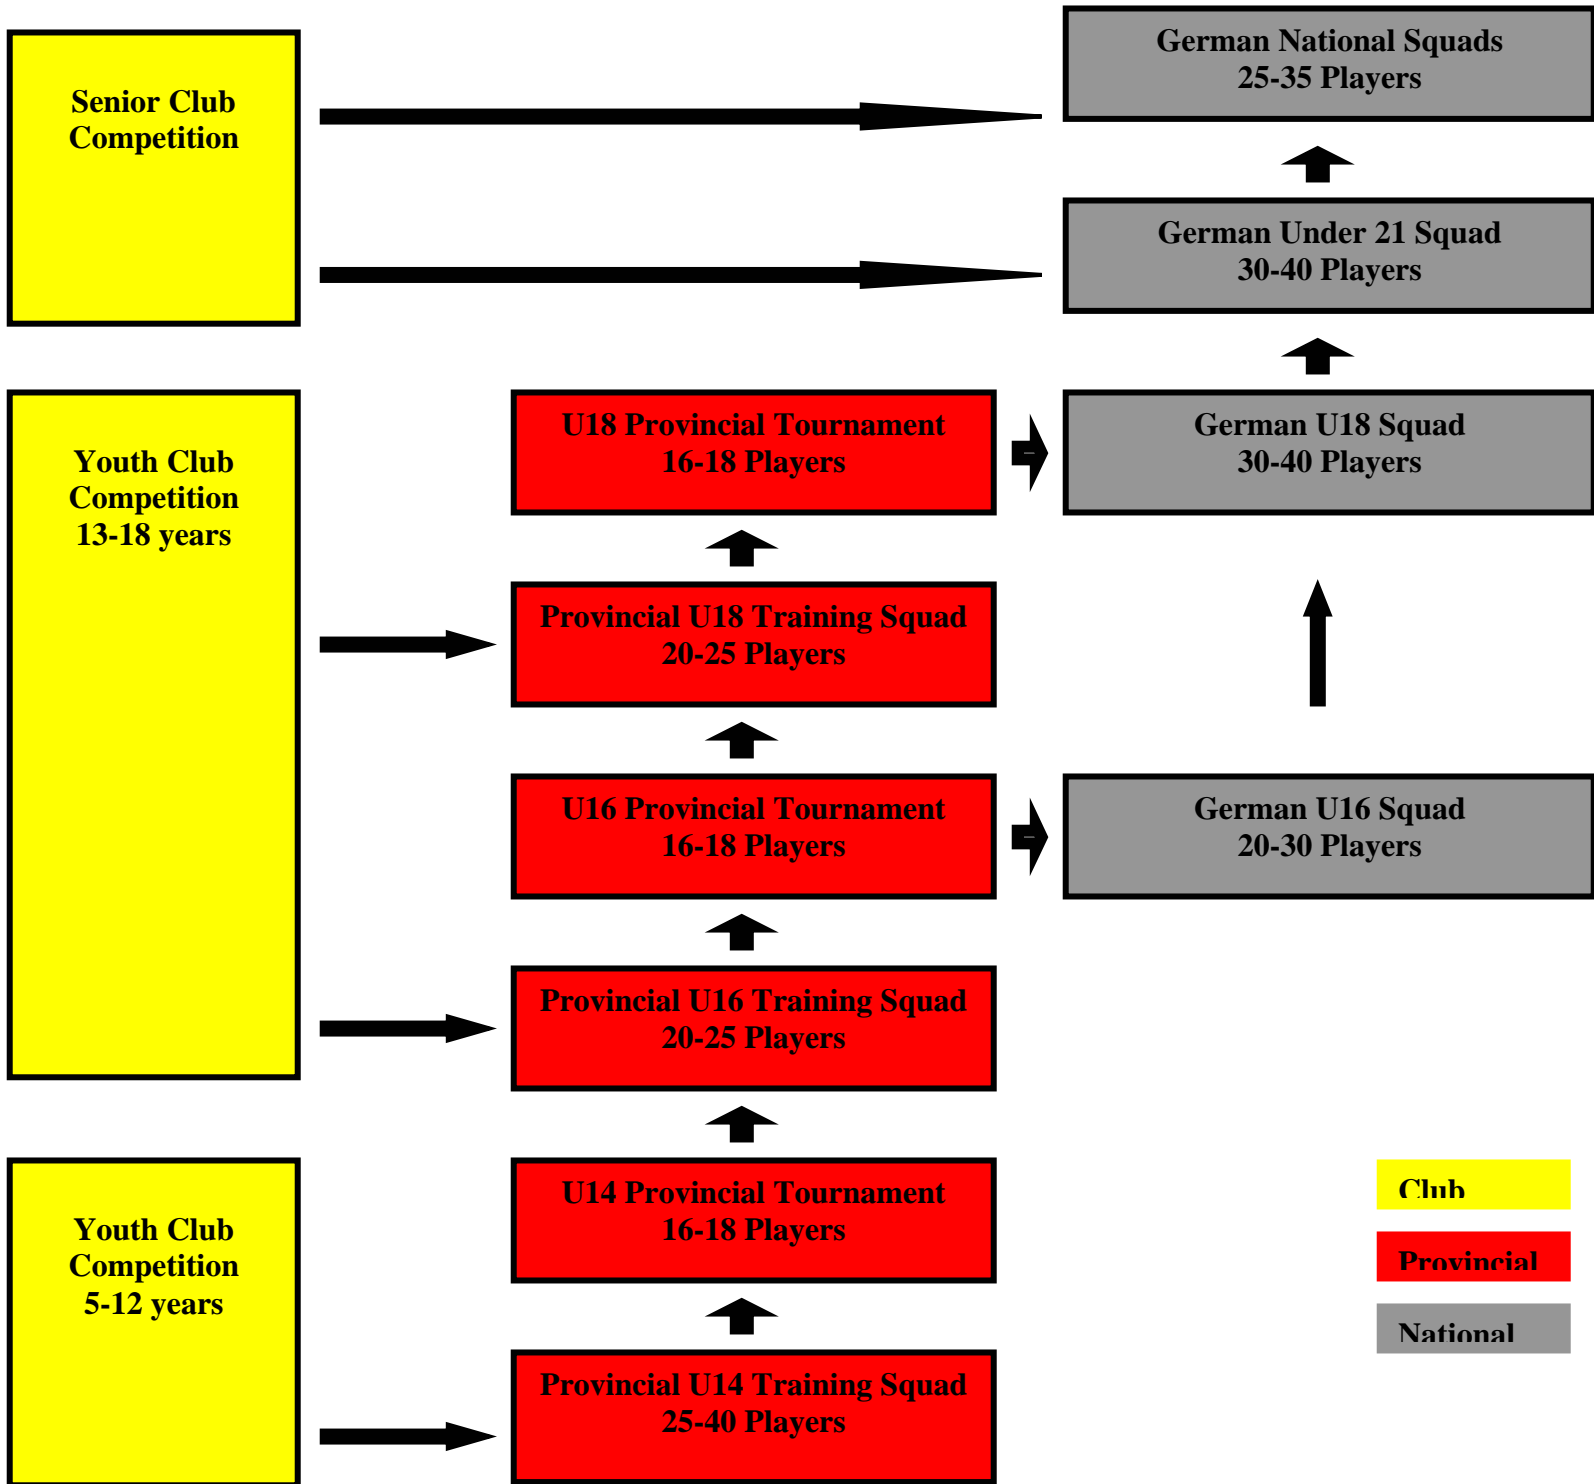 Senior Club
Competition
German National Squads
25-35 Players
German Under 21 Squad
30-40 Players
Youth Club
Competition
13-18 years
U18 Provincial Tournament
16-18 Players
German U18 Squad
30-40 Players
Provincial U18 Training Squad
20-25 Players
U16 Provincial Tournament
16-18 Players
German U16 Squad
20-30 Players
Provincial U16 Training Squad
20-25 Players
Youth Club
Competition
5-12 years
U14 Provincial Tournament
16-18 Players
Provincial U14 Training Squad
25-40 Players
Club
Provincial
National